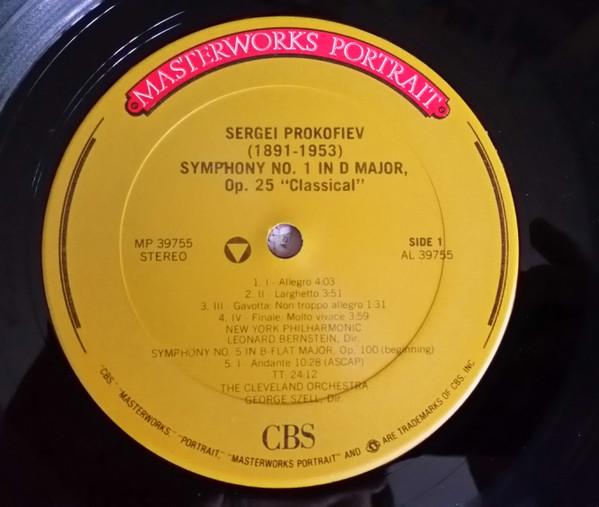 MASTERWORKS PORTRAIT
SERGEI PROKOFIEV
(1891-1953)
SYMPHONY NO. 1 IN D MAJOR,
Op. 25 "Classical"
MP 39755
STEREO
SIDE 1
AL 39755
1. I - Allegro 4:03
2. II - Larghetto 3:51
3. III - Gavotta: Non troppo allegro 1:31
4. IV - Finale: Molto vivace 3:59
NEW YORK PHILHARMONIC
LEONARD BERNSTEIN, Dir.
SYMPHONY NO. 5 IN B-FLAT MAJOR, Op. 100 (beginning)
5. I - Andante 10:28 (ASCAP)
TT: 24:12
THE CLEVELAND ORCHESTRA
GEORGE SZELL, Dir.
CBS
"CBS," "MASTERWORKS," "PORTRAIT," "MASTERWORKS PORTRAIT" AND ARE TRADEMARKS OF CBS, INC.